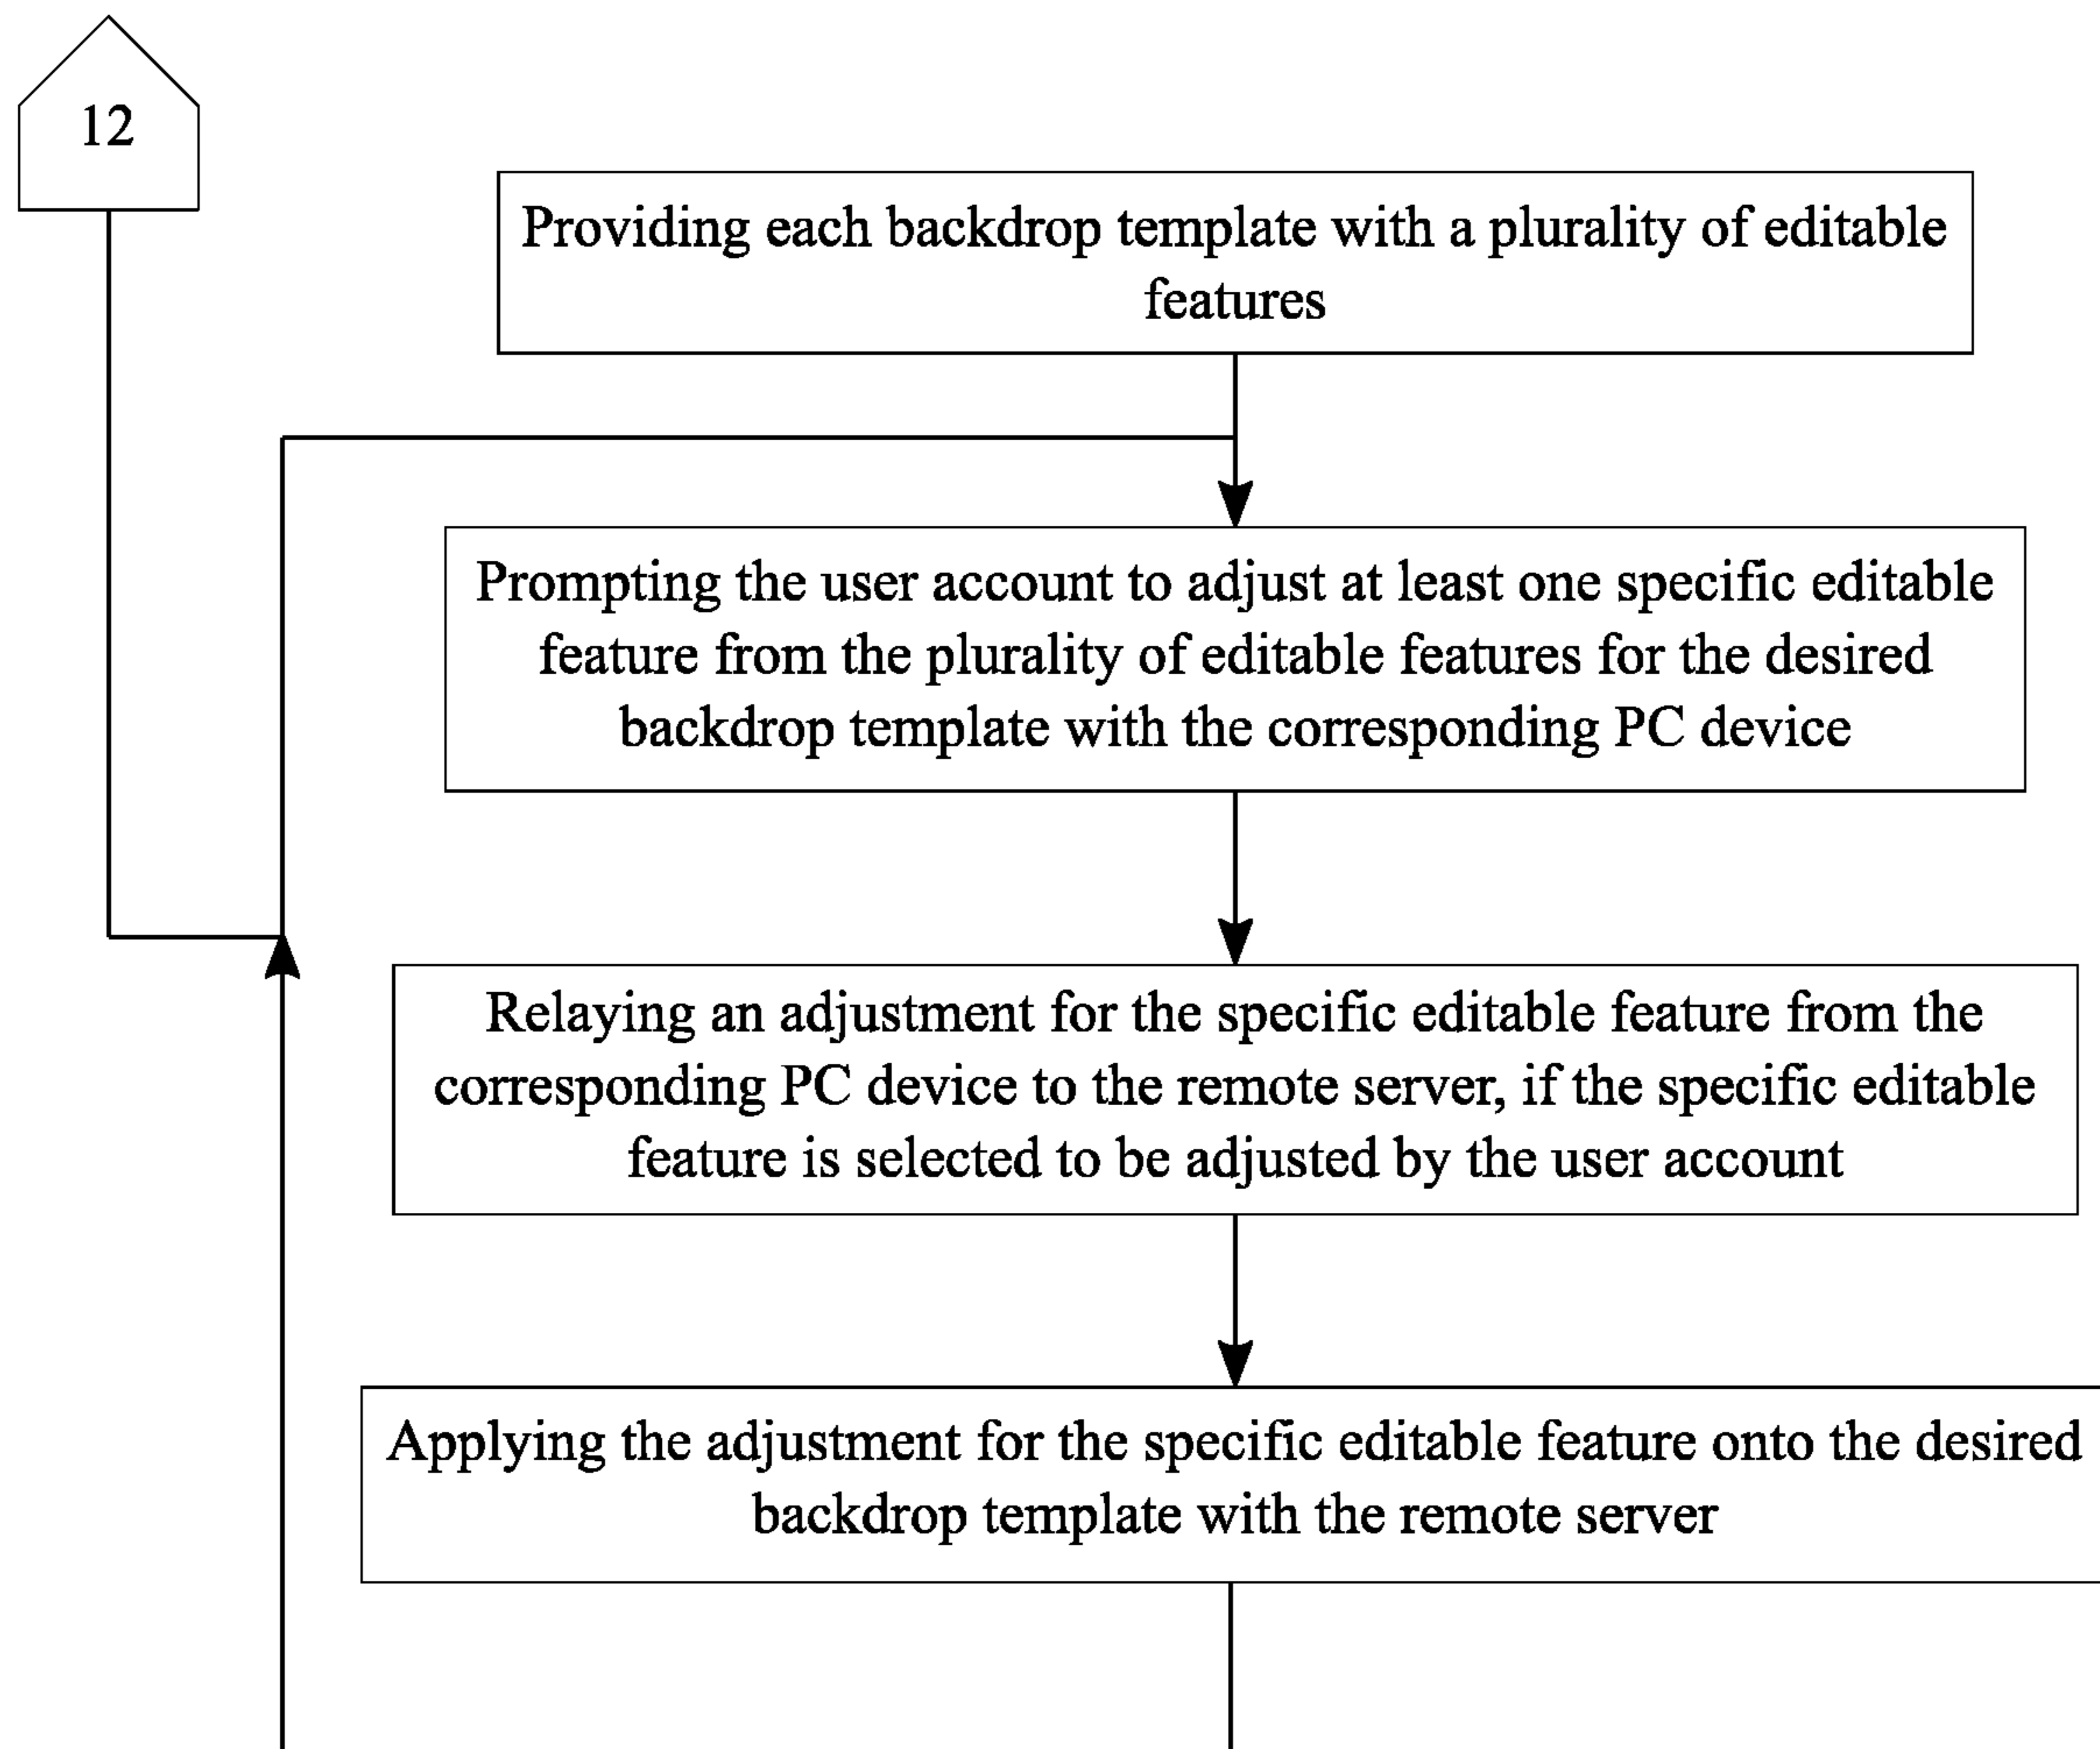 12
Providing each backdrop template with a plurality of editable
features
Prompting the user account to adjust at least one specific editable
feature from the plurality of editable features for the desired
backdrop template with the corresponding PC device
Relaying an adjustment for the specific editable feature from the
corresponding PC device to the remote server, if the specific editable
feature is selected to be adjusted by the user account
Applying the adjustment for the specific editable feature onto the desired
backdrop template with the remote server